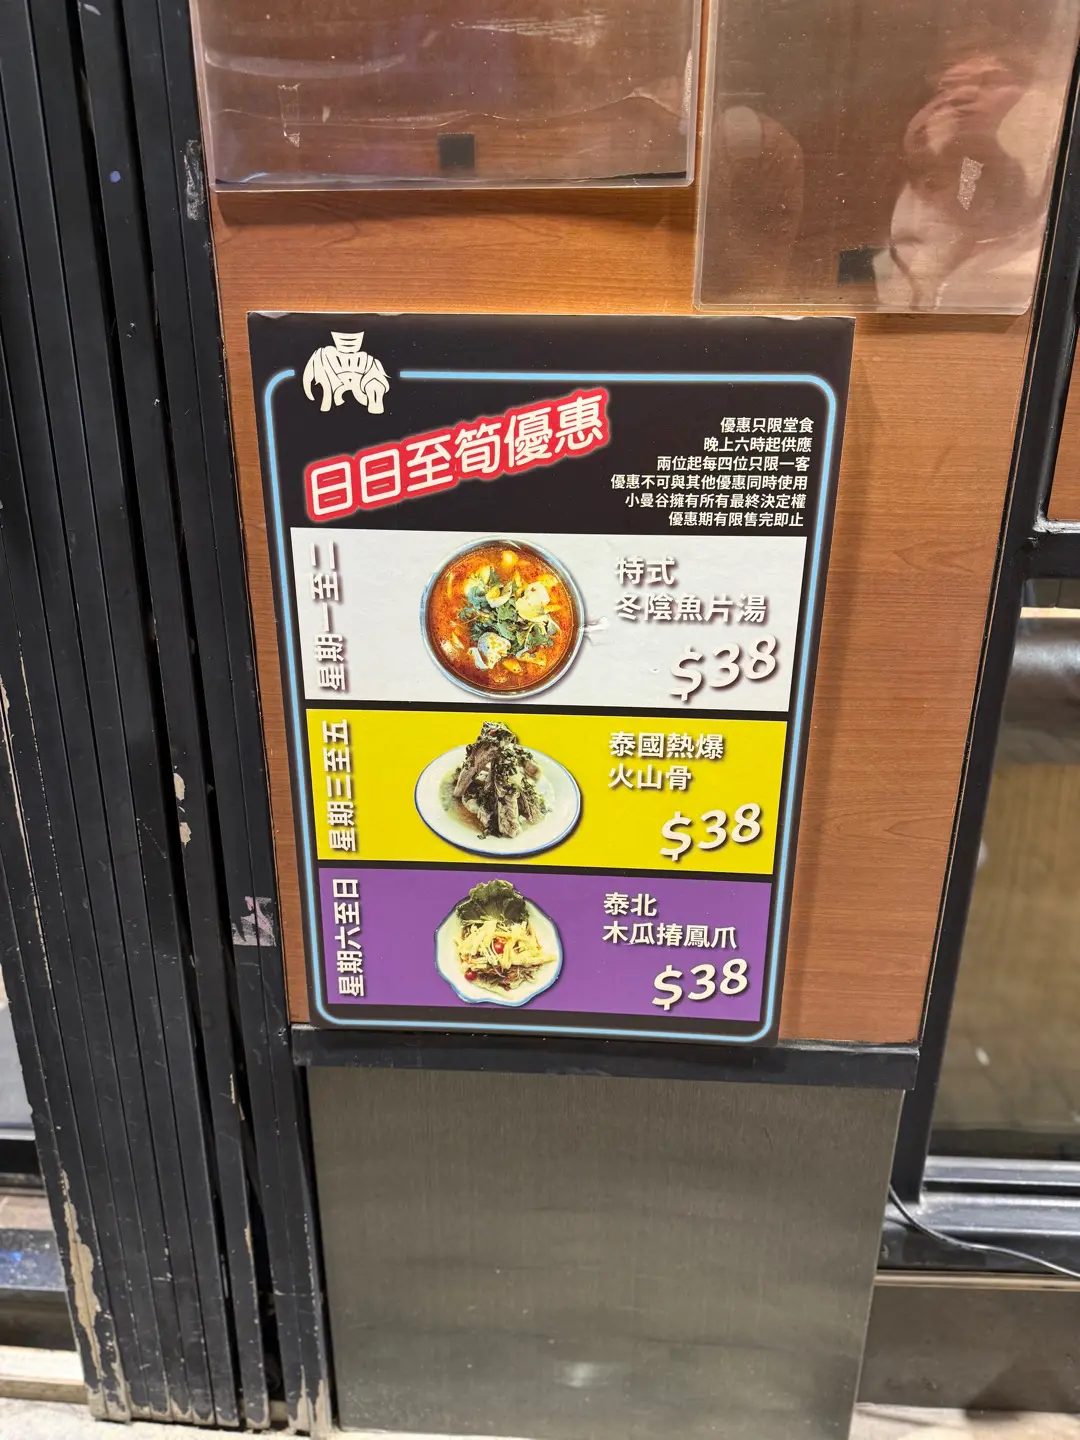 曼谷
日日至筍優惠
優惠只限堂食
晚上六時起供應
兩位起每四位只限一客
優惠不可與其他優惠同時使用
小曼谷擁有所有最終決定權
優惠期有限售完即止
星期一至二
特式
冬陰魚片湯
$38
星期三至五
泰國熱爆
火山骨
$38
星期六至日
泰北
木瓜摏鳳爪
$38